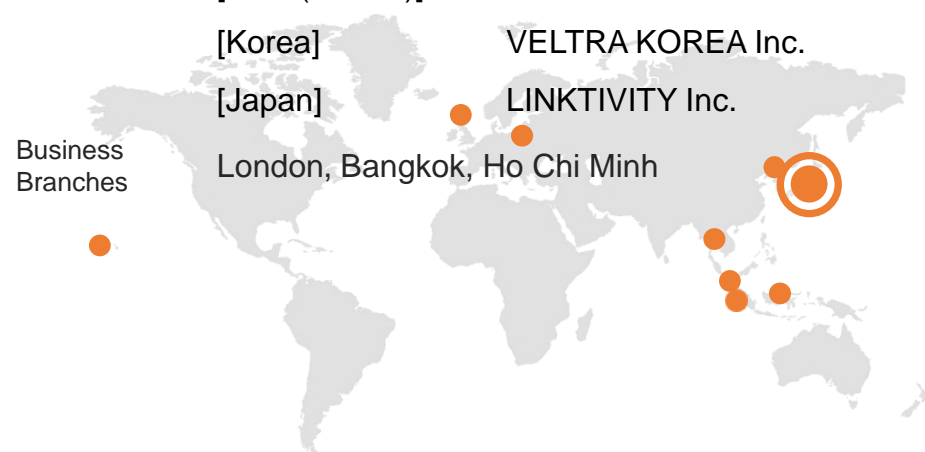 [Korea] VELTRA KOREA Inc.
[Japan] LINKTIVITY Inc.
Business
Branches
London, Bangkok, Ho Chi Minh